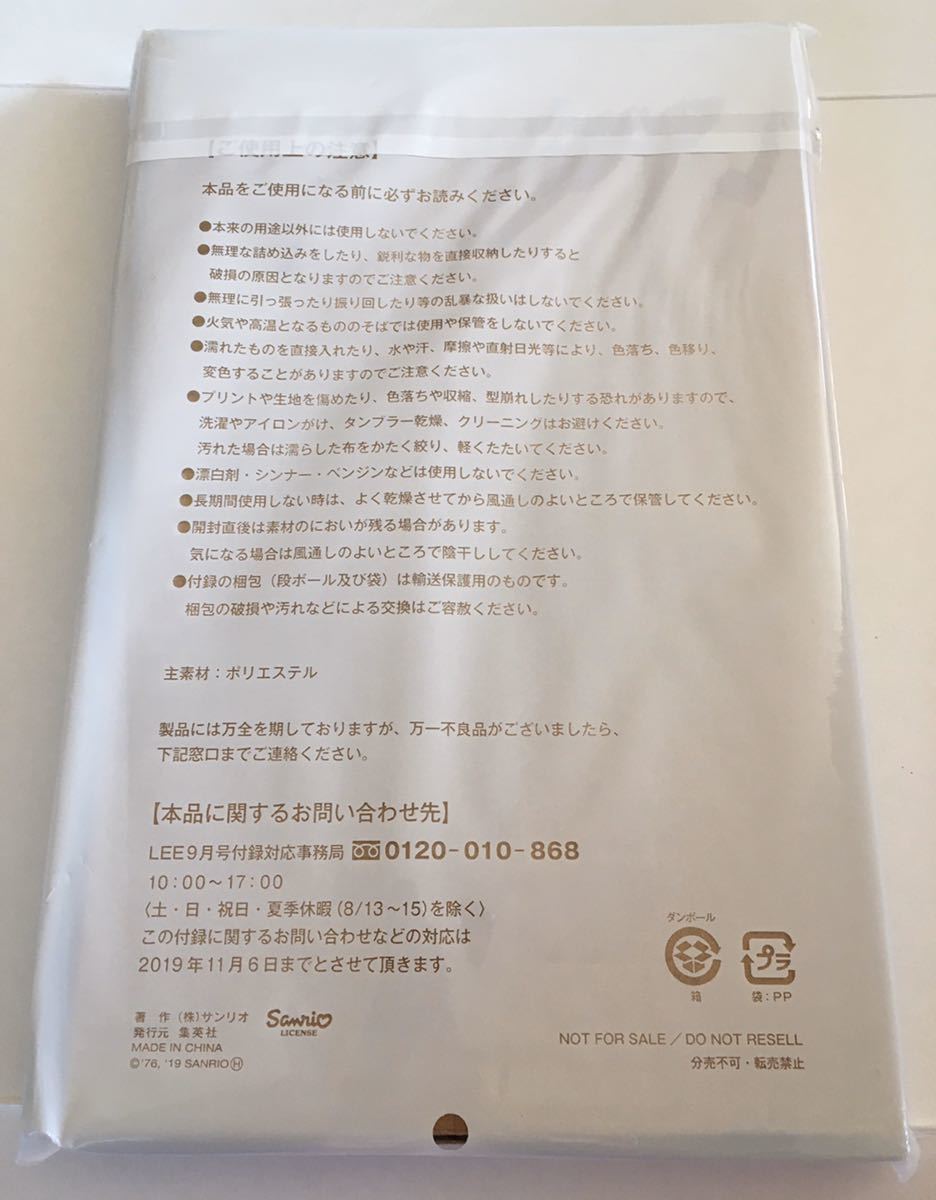 【ご使用上の注意】
本品をご使用になる前に必ずお読みください。
●本来の用途以外には使用しないでください。
●無理な詰め込みをしたり、鋭利な物を直接収納したりすると
破損の原因となりますのでご注意ください。
●無理に引っ張ったり振り回したり等の乱暴な扱いはしないでください。
●火気や高温となるもののそばでは使用や保管をしないでください。
●濡れたものを直接入れたり、水や汗、摩擦や直射日光等により、色落ち、色移り、
変色することがありますのでご注意ください。
●プリントや生地を傷めたり、色落ちや収縮、型崩れしたりする恐れがありますので、
洗濯やアイロンがけ、タンブラー乾燥、クリーニングはお避けください。
汚れた場合は濡らした布をかたく絞り、軽くたたいてください。
●漂白剤・シンナー・ベンジンなどは使用しないでください。
●長期間使用しない時は、よく乾燥させてから風通しのよいところで保管してください。
●開封直後は素材のにおいが残る場合があります。
気になる場合は風通しのよいところで陰干ししてください。
●付録の梱包（段ボール及び袋）は輸送保護用のものです。
梱包の破損や汚れなどによる交換はご容赦ください。
主素材：ポリエステル
製品には万全を期しておりますが、万一不良品がございましたら、
下記窓口までご連絡ください。
【本品に関するお問い合わせ先】
LEE9月号付録対応事務局 0120-010-868
10:00～17:00
〈土・日・祝日・夏季休暇（8/13～15）を除く〉
この付録に関するお問い合わせなどの対応は
2019年11月6日までとさせて頂きます。
ダンボール
箱
プラ
袋：PP
著 作（株）サンリオ
発行元 集英社
MADE IN CHINA
©'76, '19 SANRIO Ⓗ
Sanrio
LICENSE
NOT FOR SALE／DO NOT RESELL
分売不可・転売禁止